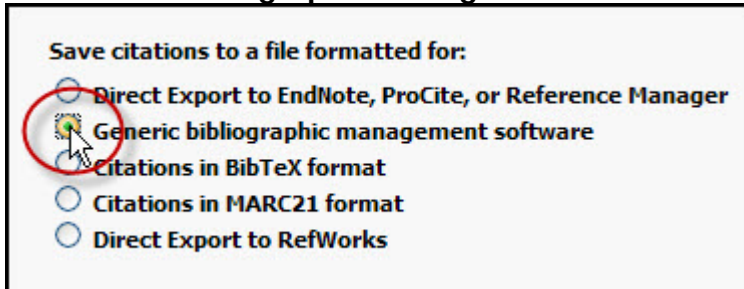 Save citations to a file formatted for:
Direct Export to EndNote, ProCite, or Reference Manager
Generic bibliographic management software
Citations in BibTeX format
Citations in MARC21 format
Direct Export to RefWorks